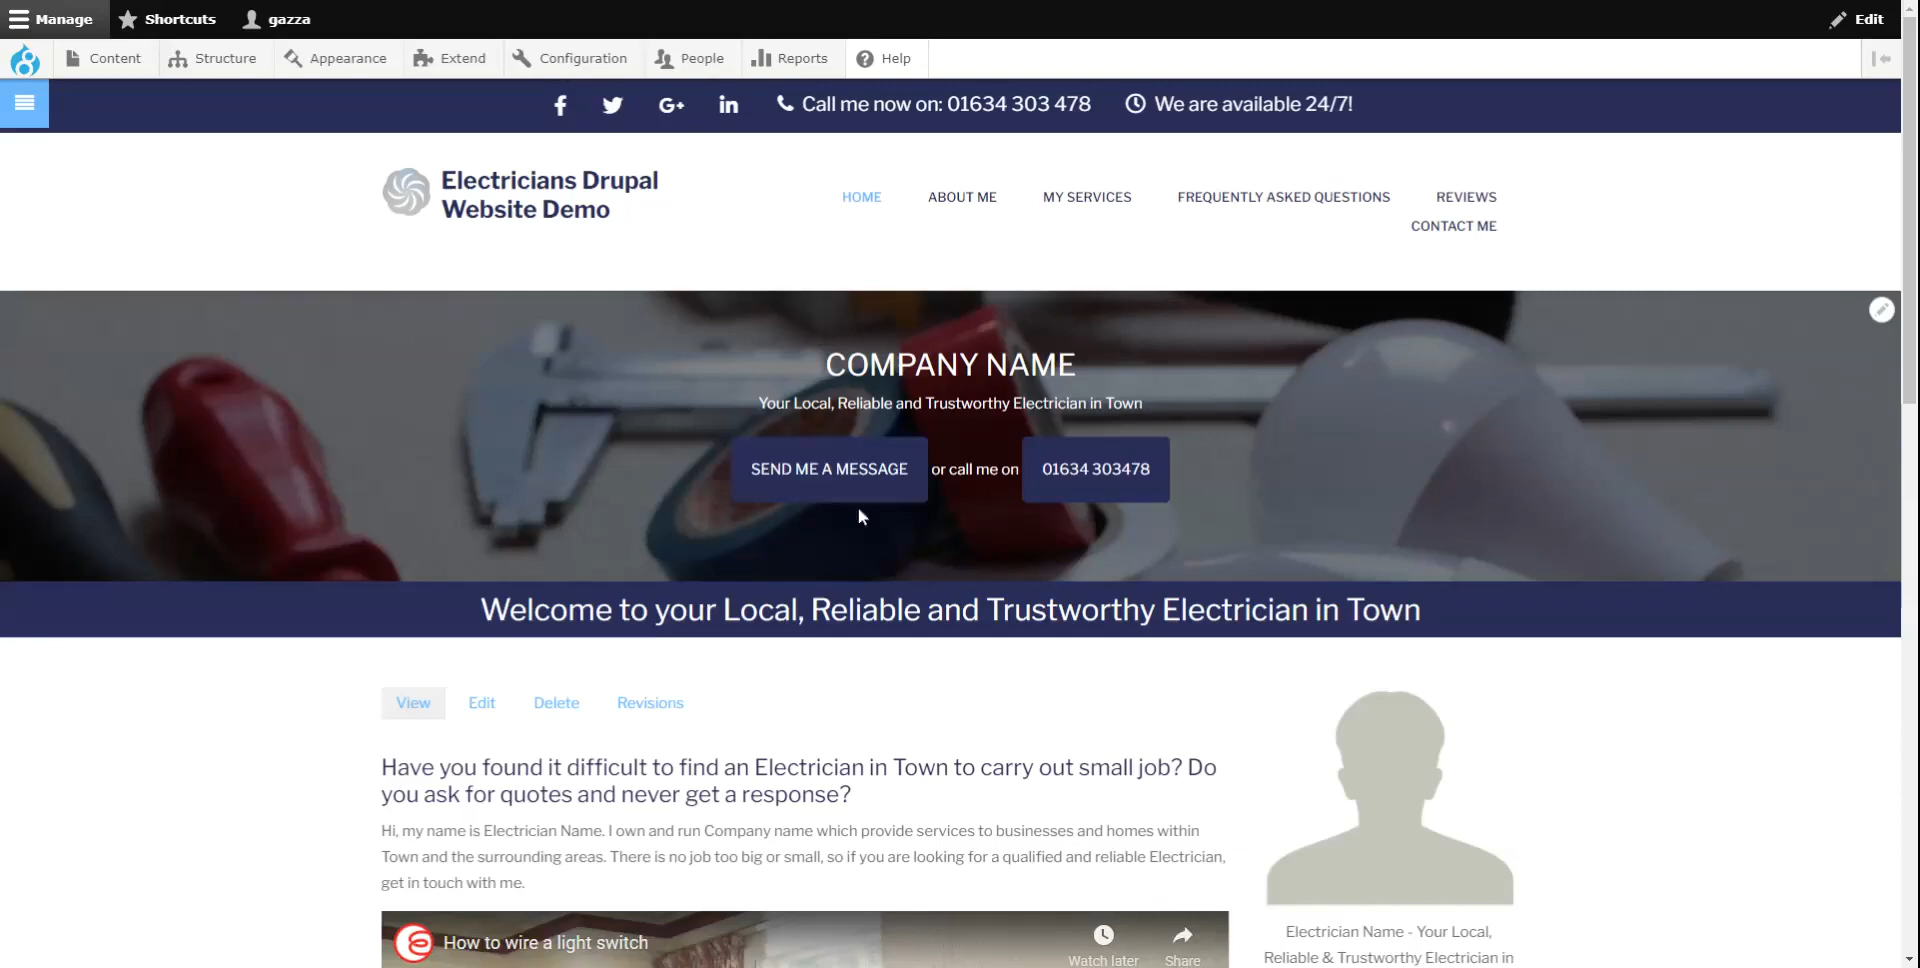 Manage Shortcuts gazza Edit
Content Structure Appearance Extend Configuration People Reports Help
Call me now on: 01634 303 478 We are available 24/7!
Electricians Drupal
Website Demo
HOME ABOUT ME MY SERVICES FREQUENTLY ASKED QUESTIONS REVIEWS
CONTACT ME
COMPANY NAME
Your Local, Reliable and Trustworthy Electrician in Town
SEND ME A MESSAGE or call me on 01634 303478
Welcome to your Local, Reliable and Trustworthy Electrician in Town
View Edit Delete Revisions
Have you found it difficult to find an Electrician in Town to carry out small job? Do
you ask for quotes and never get a response?
Hi, my name is Electrician Name. I own and run Company name which provide services to businesses and homes within
Town and the surrounding areas. There is no job too big or small, so if you are looking for a qualified and reliable Electrician,
get in touch with me.
How to wire a light switch
Watch later Share
Electrician Name - Your Local,
Reliable & Trustworthy Electrician in